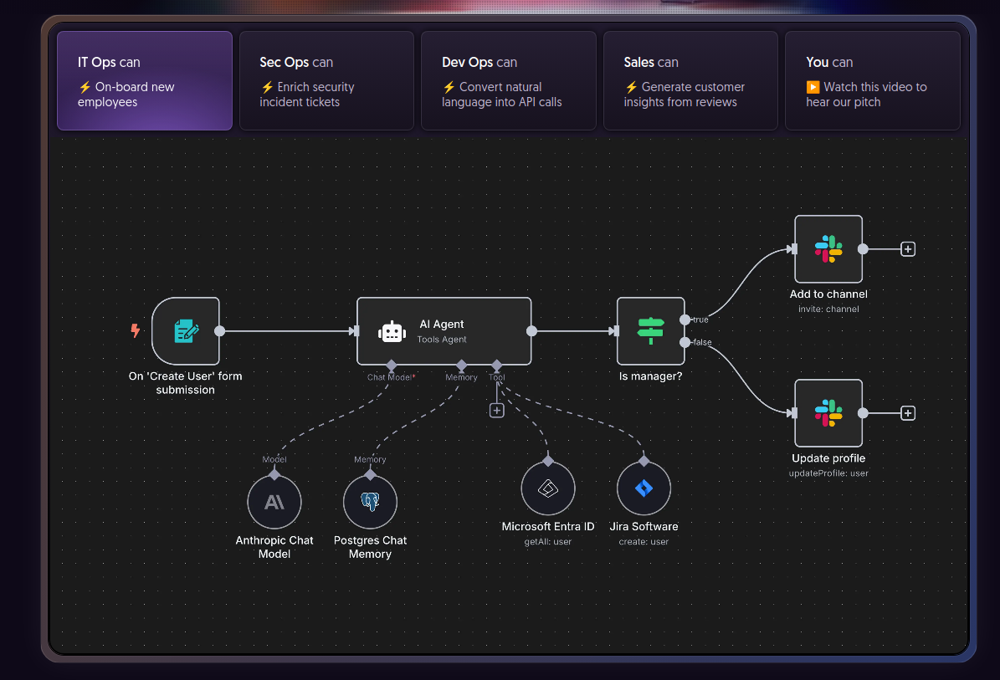 IT Ops can
⚡ On-board new
employees
Sec Ops can
⚡ Enrich security
incident tickets
Dev Ops can
⚡ Convert natural
language into API calls
Sales can
⚡ Generate customer
insights from reviews
You can
▶️ Watch this video to
hear our pitch
On 'Create User' form
submission
AI Agent
Tools Agent
Chat Model*
Memory
Tool
Is manager?
true
false
Add to channel
invite: channel
Update profile
updateProfile: user
Model
Memory
Anthropic Chat
Model
Postgres Chat
Memory
Microsoft Entra ID
getAll: user
Jira Software
create: user